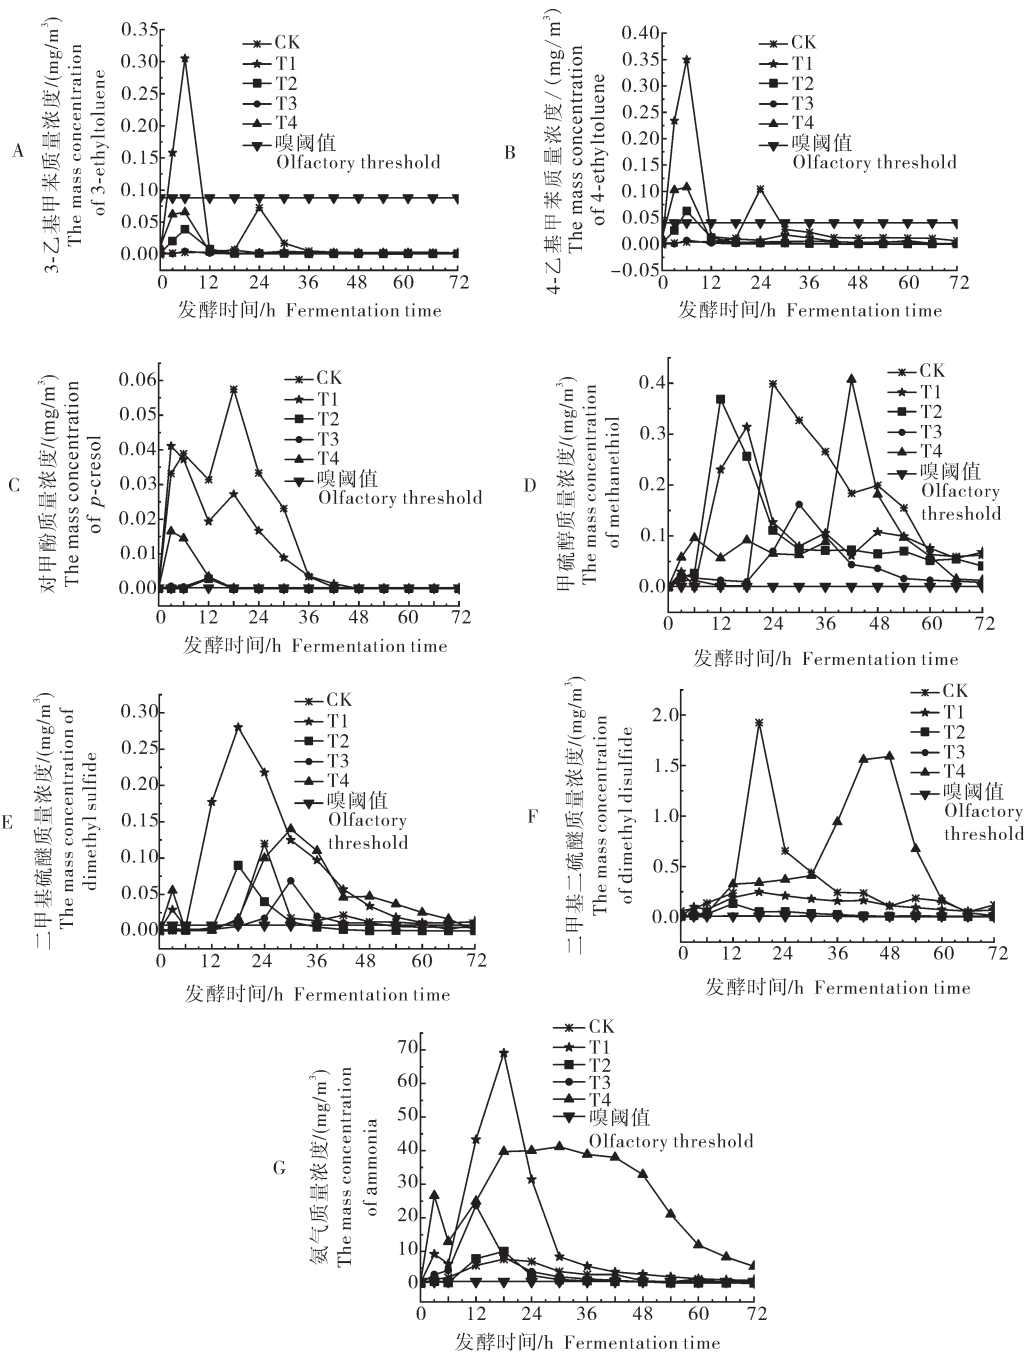 A
3-乙基甲苯质量浓度/(mg/m³)
The mass concentration
of 3-ethyltoluene
0.35
0.30
0.25
0.20
0.15
0.10
0.05
0.00
CK
T1
T2
T3
T4
嗅阈值
Olfactory threshold
0 12 24 36 48 60 72
发酵时间/h Fermentation time
B
4-乙基甲苯质量浓度/(mg/m³)
The mass concentration
of 4-ethyltoluene
0.40
0.35
0.30
0.25
0.20
0.15
0.10
0.05
0.00
-0.05
CK
T1
T2
T3
T4
嗅阈值
Olfactory threshold
0 12 24 36 48 60 72
发酵时间/h Fermentation time
C
对甲酚质量浓度/(mg/m³)
The mass concentration
of p-cresol
0.06
0.05
0.04
0.03
0.02
0.01
0.00
CK
T1
T2
T3
T4
嗅阈值
Olfactory threshold
0 12 24 36 48 60 72
发酵时间/h Fermentation time
D
甲硫醇质量浓度/(mg/m³)
The mass concentration
of methanethiol
0.4
0.3
0.2
0.1
0.0
CK
T1
T2
T3
T4
嗅阈值
Olfactory
threshold
0 12 24 36 48 60 72
发酵时间/h Fermentation time
E
二甲基硫醚质量浓度/(mg/m³)
The mass concentration of
dimethyl sulfide
0.30
0.25
0.20
0.15
0.10
0.05
0.00
CK
T1
T2
T3
T4
嗅阈值
Olfactory
threshold
0 12 24 36 48 60 72
发酵时间/h Fermentation time
F
二甲基二硫醚质量浓度/(mg/m³)
The mass concentration
of dimethyl disulfide
2.0
1.5
1.0
0.5
0.0
CK
T1
T2
T3
T4
嗅阈值
Olfactory
threshold
0 12 24 36 48 60 72
发酵时间/h Fermentation time
G
氨气质量浓度/(mg/m³)
The mass concentration
of ammonia
70
60
50
40
30
20
10
0
CK
T1
T2
T3
T4
嗅阈值
Olfactory threshold
0 12 24 36 48 60 72
发酵时间/h Fermentation time